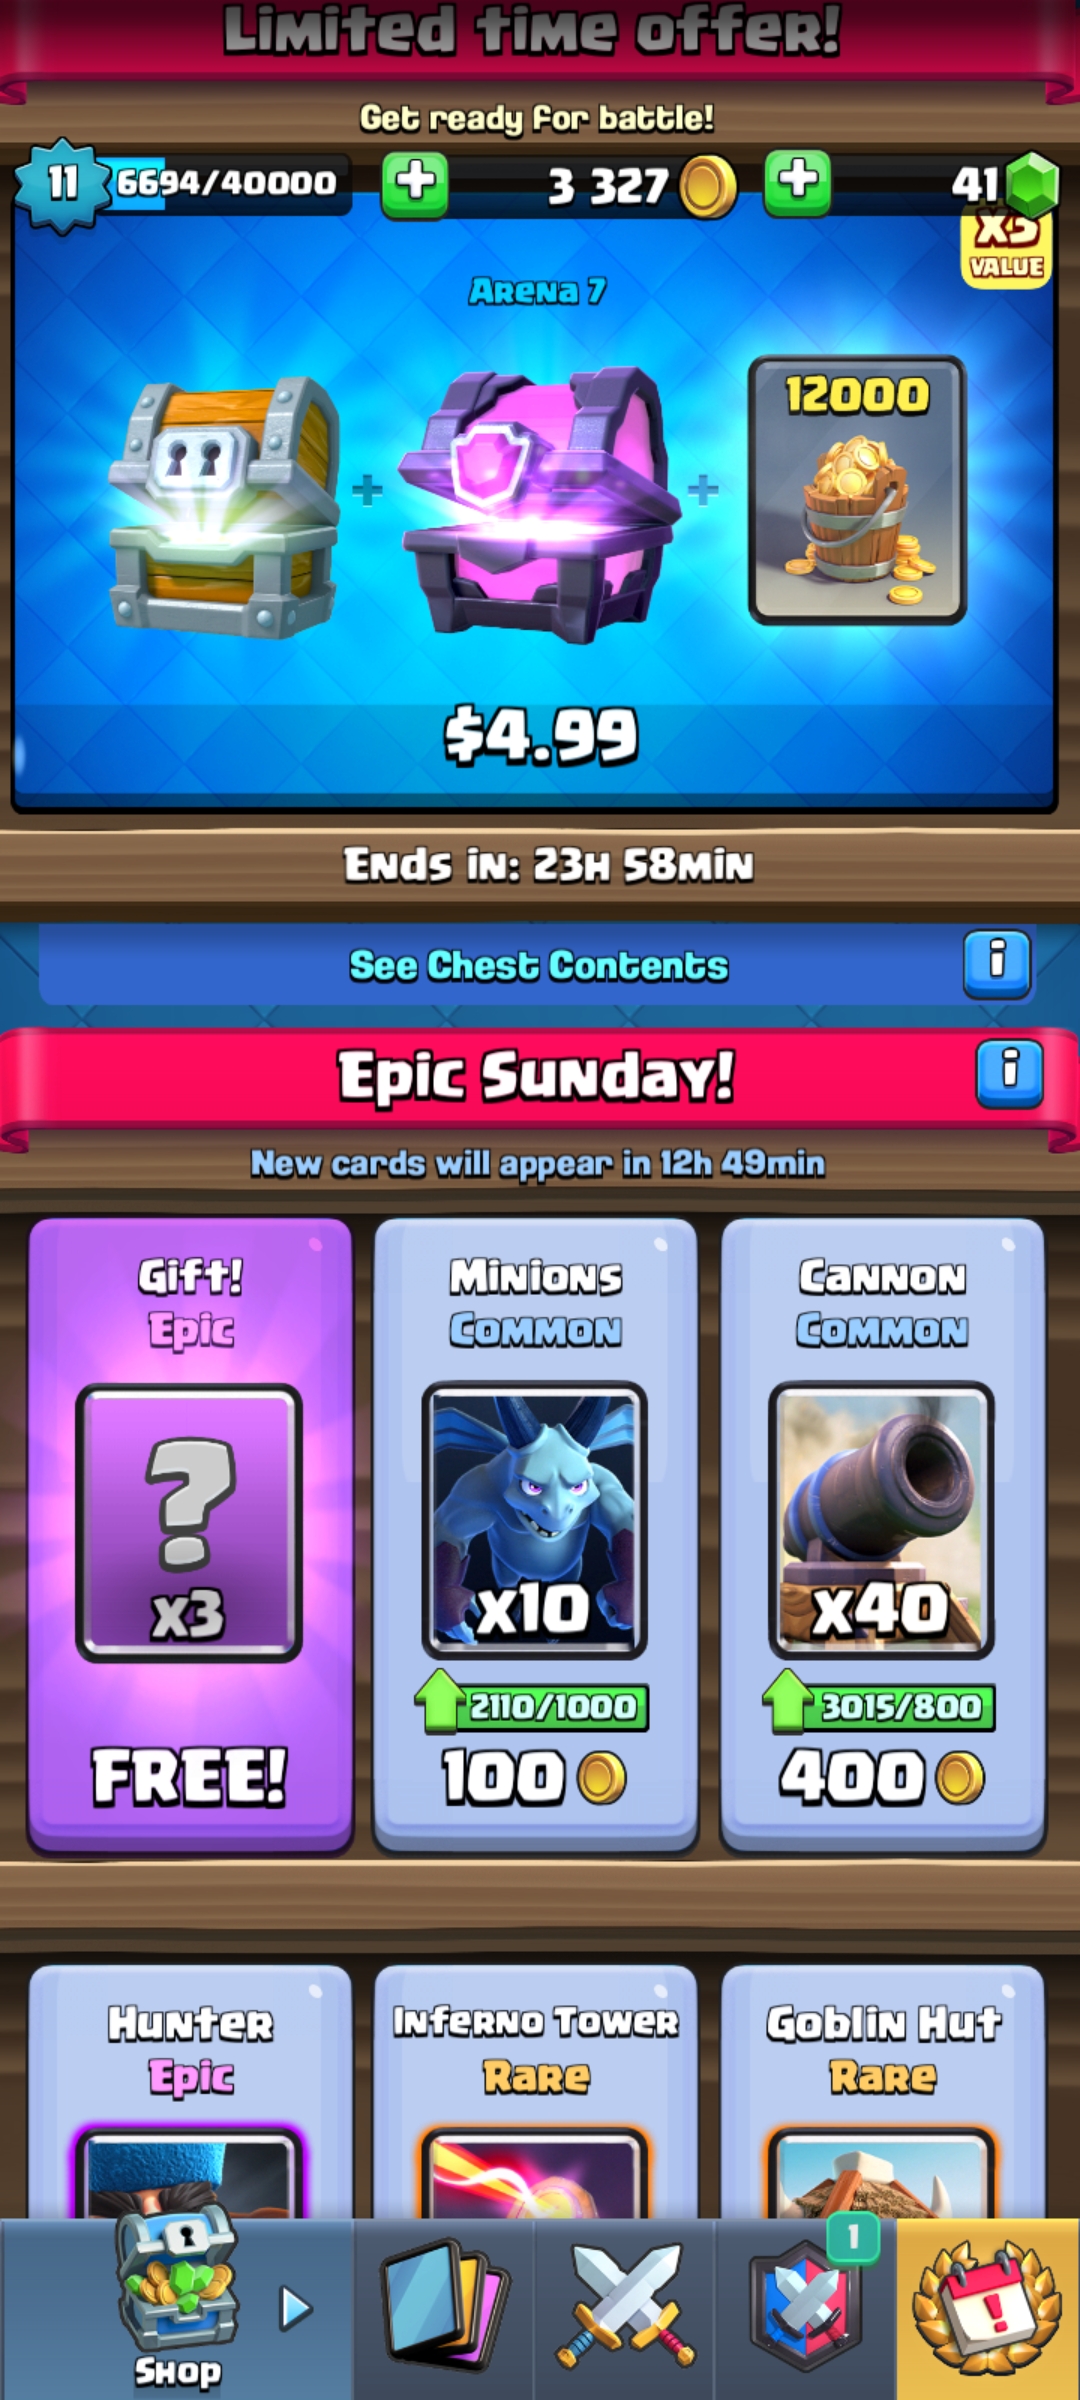 Limited time offer!
Get ready for battle!
11
6694/40000
3 327
41
x5
VALUE
Arena 7
12000
$4.99
Ends in: 23h 58min
See Chest Contents
Epic Sunday!
New cards will appear in 12h 49min
Gift!
Epic
?
x3
FREE!
Minions
Common
x10
2110/1000
100
Cannon
Common
x40
3015/800
400
Hunter
Epic
Inferno Tower
Rare
Goblin Hut
Rare
Shop
1